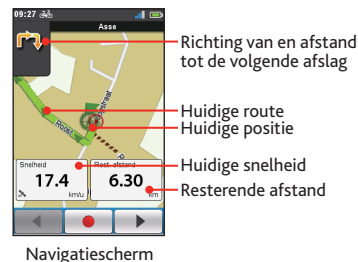 09:27
Asse
Richting van en afstand
tot de volgende afslag
Huidige route
Huidige positie
Roost
Snelheid
17.4
km/u
Rest. afstand
6.30
km
Huidige snelheid
Resterende afstand
Navigatiescherm